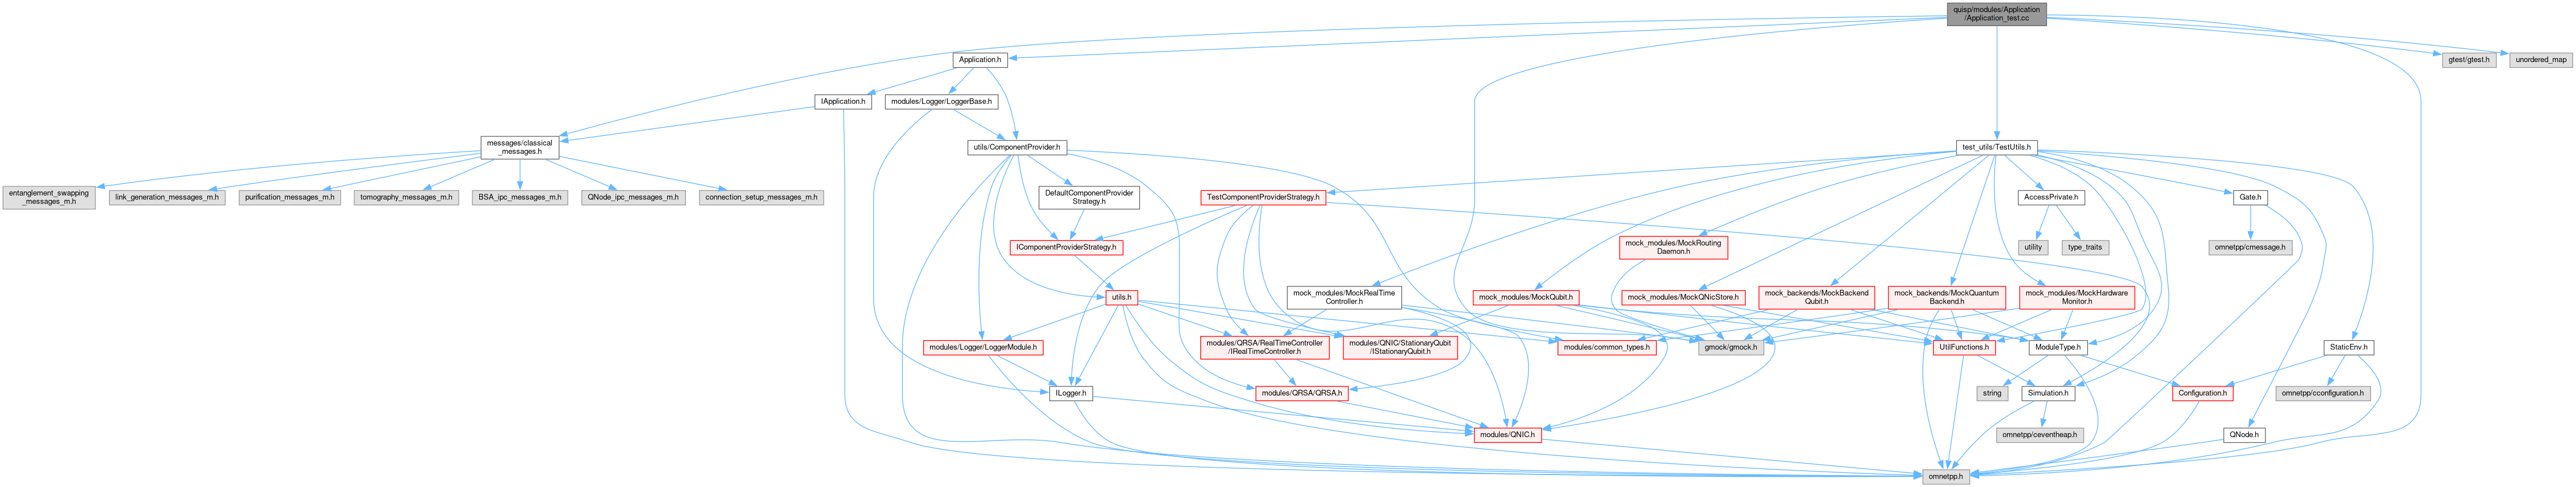 quisp/modules/Application
/Application_test.cc
Application.h
gtest/gtest.h
unordered_map
IApplication.h
modules/Logger/LoggerBase.h
messages/classical
_messages.h
utils/ComponentProvider.h
test_utils/TestUtils.h
entanglement_swapping
_messages_m.h
link_generation_messages_m.h
purification_messages_m.h
tomography_messages_m.h
BSA_ipc_messages_m.h
QNode_ipc_messages_m.h
connection_setup_messages_m.h
DefaultComponentProvider
Strategy.h
TestComponentProviderStrategy.h
AccessPrivate.h
Gate.h
IComponentProviderStrategy.h
mock_modules/MockRouting
Daemon.h
utility
type_traits
omnetpp/cmessage.h
utils.h
mock_modules/MockRealTime
Controller.h
mock_modules/MockQubit.h
mock_modules/MockQNicStore.h
mock_backends/MockBackend
Qubit.h
mock_backends/MockQuantum
Backend.h
mock_modules/MockHardware
Monitor.h
modules/Logger/LoggerModule.h
modules/QRSA/RealTimeController
/IRealTimeController.h
modules/QNIC/StationaryQubit
/IStationaryQubit.h
modules/common_types.h
gmock/gmock.h
UtilFunctions.h
ModuleType.h
StaticEnv.h
ILogger.h
modules/QRSA/QRSA.h
string
Simulation.h
Configuration.h
omnetpp/cconfiguration.h
modules/QNIC.h
omnetpp/ceventheap.h
QNode.h
omnetpp.h